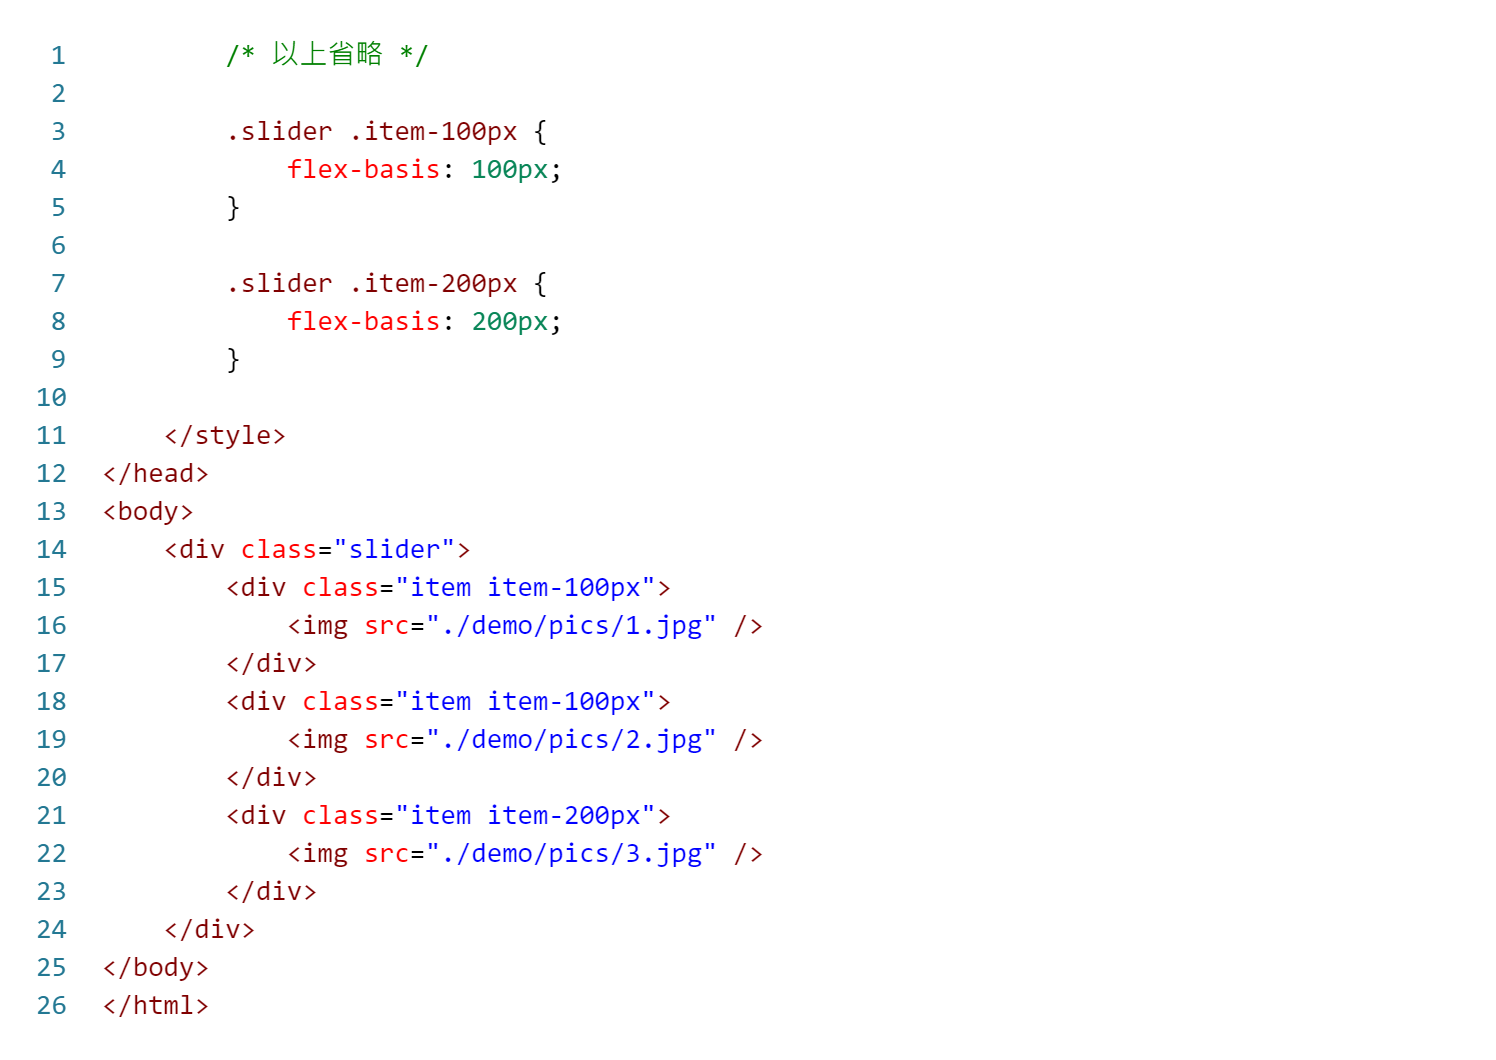 1 /* 以上省略 */
2
3 .slider .item-100px {
4 flex-basis: 100px;
5 }
6
7 .slider .item-200px {
8 flex-basis: 200px;
9 }
10
11 </style>
12 </head>
13 <body>
14 <div class="slider">
15 <div class="item item-100px">
16 <img src="./demo/pics/1.jpg" />
17 </div>
18 <div class="item item-100px">
19 <img src="./demo/pics/2.jpg" />
20 </div>
21 <div class="item item-200px">
22 <img src="./demo/pics/3.jpg" />
23 </div>
24 </div>
25 </body>
26 </html>